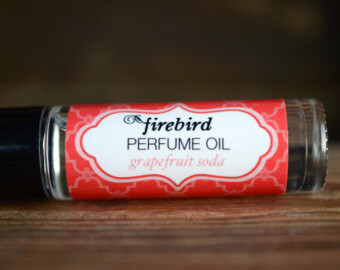 firebird
PERFUME OIL
grapefruit soda